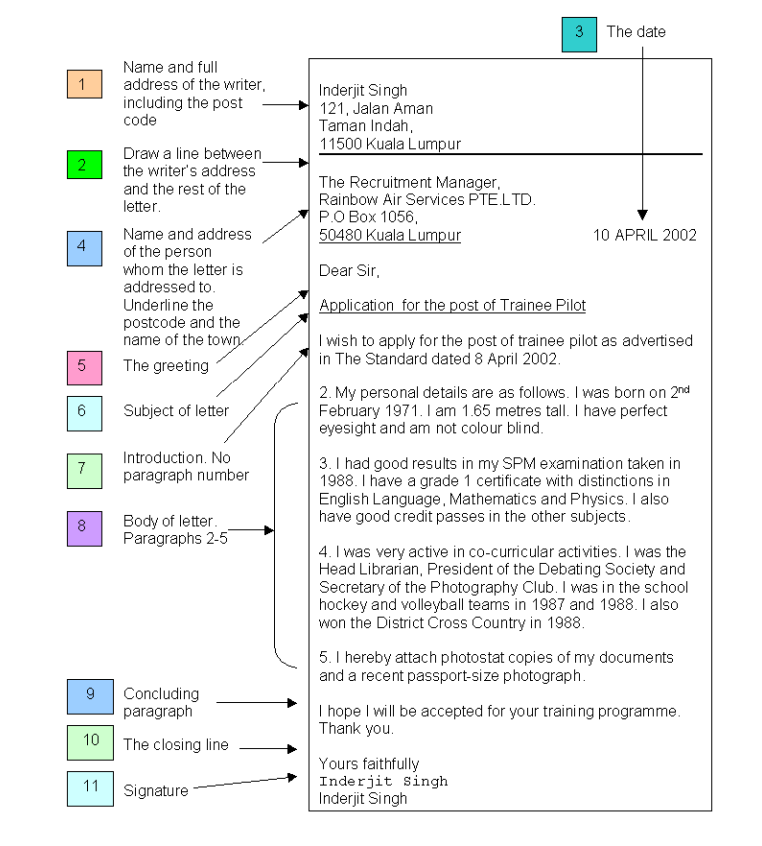 3 The date
1 Name and full
address of the writer,
including the post
code
2 Draw a line between
the writer's address
and the rest of the
letter.
4 Name and address
of the person
whom the letter is
addressed to.
Underline the
postcode and the
name of the town.
5 The greeting
6 Subject of letter
7 Introduction. No
paragraph number
8 Body of letter.
Paragraphs 2-5
9 Concluding
paragraph
10 The closing line
11 Signature
Inderjit Singh
121, Jalan Aman
Taman Indah,
11500 Kuala Lumpur
The Recruitment Manager,
Rainbow Air Services PTE.LTD.
P.O Box 1056,
50480 Kuala Lumpur 10 APRIL 2002
Dear Sir,
Application for the post of Trainee Pilot
I wish to apply for the post of trainee pilot as advertised
in The Standard dated 8 April 2002.
2. My personal details are as follows. I was born on 2nd
February 1971. I am 1.65 metres tall. I have perfect
eyesight and am not colour blind.
3. I had good results in my SPM examination taken in
1988. I have a grade 1 certificate with distinctions in
English Language, Mathematics and Physics. I also
have good credit passes in the other subjects.
4. I was very active in co-curricular activities. I was the
Head Librarian, President of the Debating Society and
Secretary of the Photography Club. I was in the school
hockey and volleyball teams in 1987 and 1988. I also
won the District Cross Country in 1988.
5. I hereby attach photostat copies of my documents
and a recent passport-size photograph.
I hope I will be accepted for your training programme.
Thank you.
Yours faithfully
Inderjit Singh
Inderjit Singh